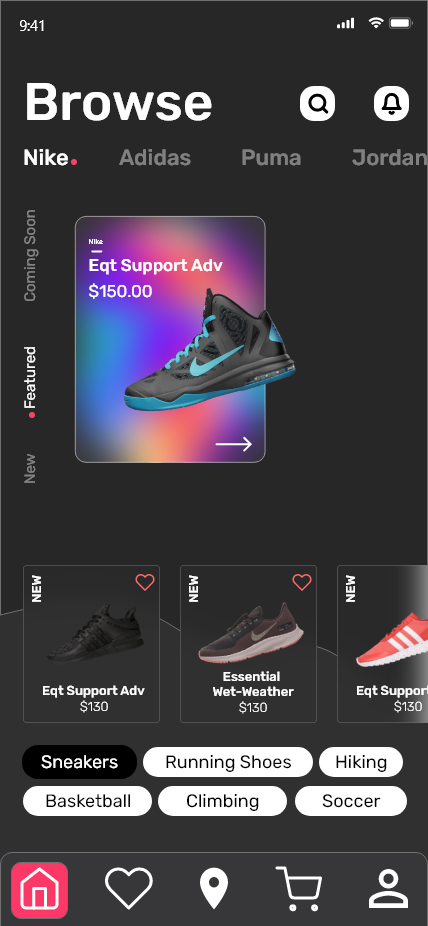 9:41
Browse
Nike. Adidas Puma Jordan
Coming Soon
Featured
New
Nike
Eqt Support Adv
$150.00
NEW
Eqt Support Adv
$130
NEW
Essential
Wet-Weather
$130
NEW
Eqt Support
$130
Sneakers Running Shoes Hiking
Basketball Climbing Soccer